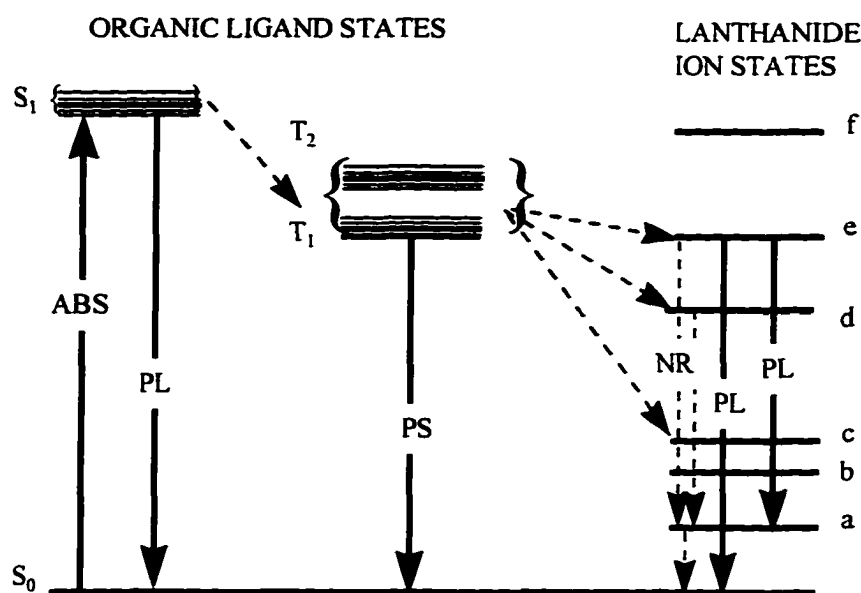 ORGANIC LIGAND STATES
LANTHANIDE
ION STATES
S1
T2
T1
S0
ABS
PL
PS
NR
PL
PL
f
e
d
c
b
a